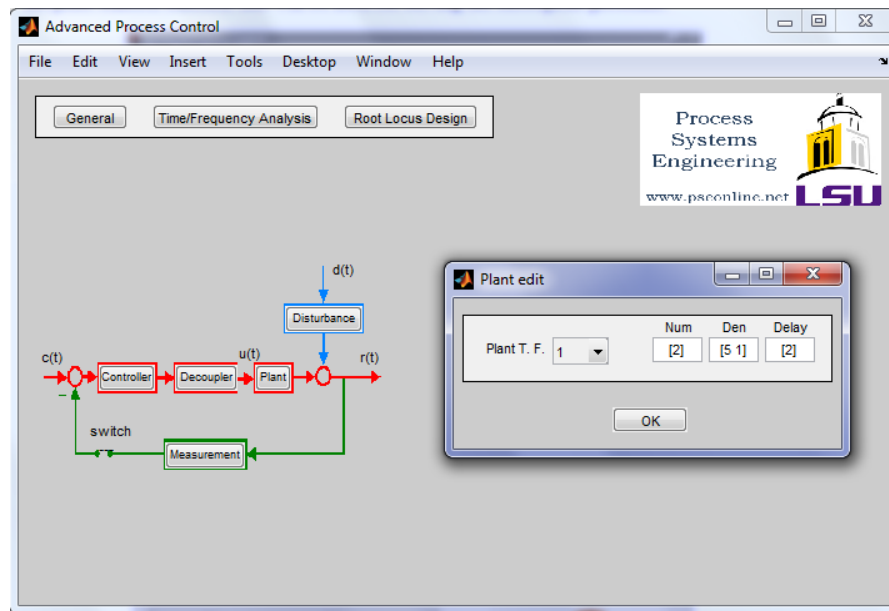 Advanced Process Control
File Edit View Insert Tools Desktop Window Help
General Time/Frequency Analysis Root Locus Design
Process
Systems
Engineering
www.pseonline.net LSU
Plant edit
Num Den Delay
Plant T. F. 1 [2] [5 1] [2]
OK
d(t)
Disturbance
c(t) u(t) r(t)
Controller Decoupler Plant
–
switch
Measurement